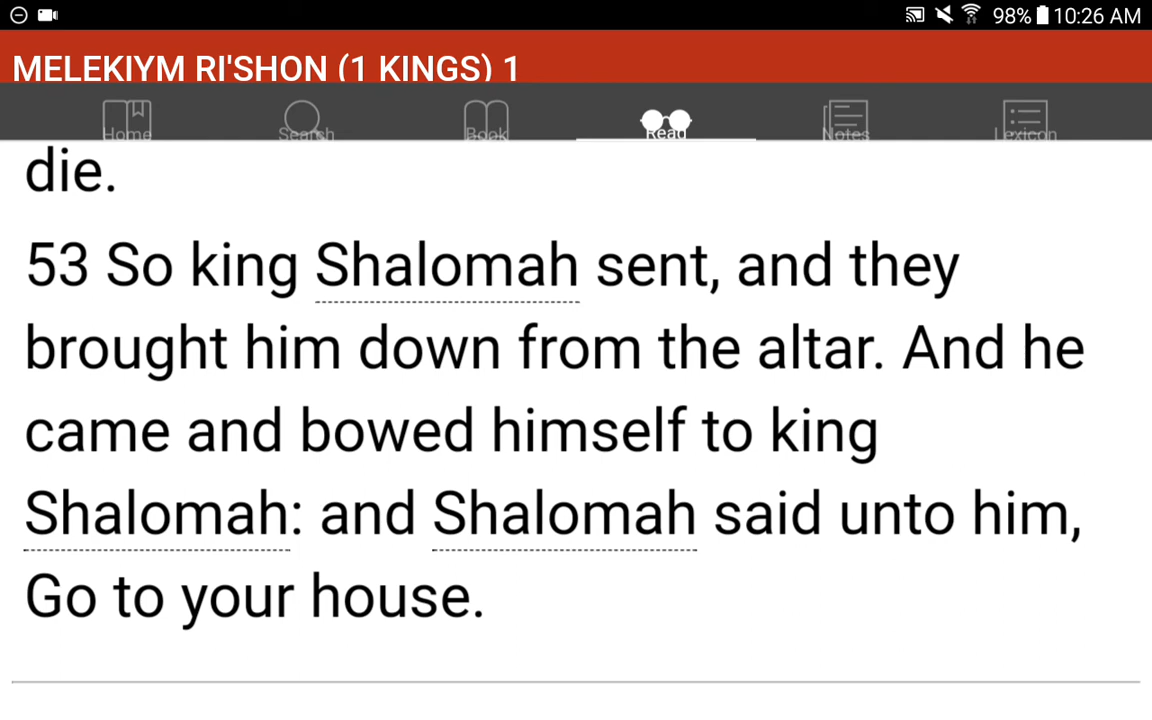 98% 10:26 AM
MELEKIYM RI'SHON (1 KINGS) 1
Home Search Book Read Notes Lexicon
die.
53 So king Shalomah sent, and they
brought him down from the altar. And he
came and bowed himself to king
Shalomah: and Shalomah said unto him,
Go to your house.